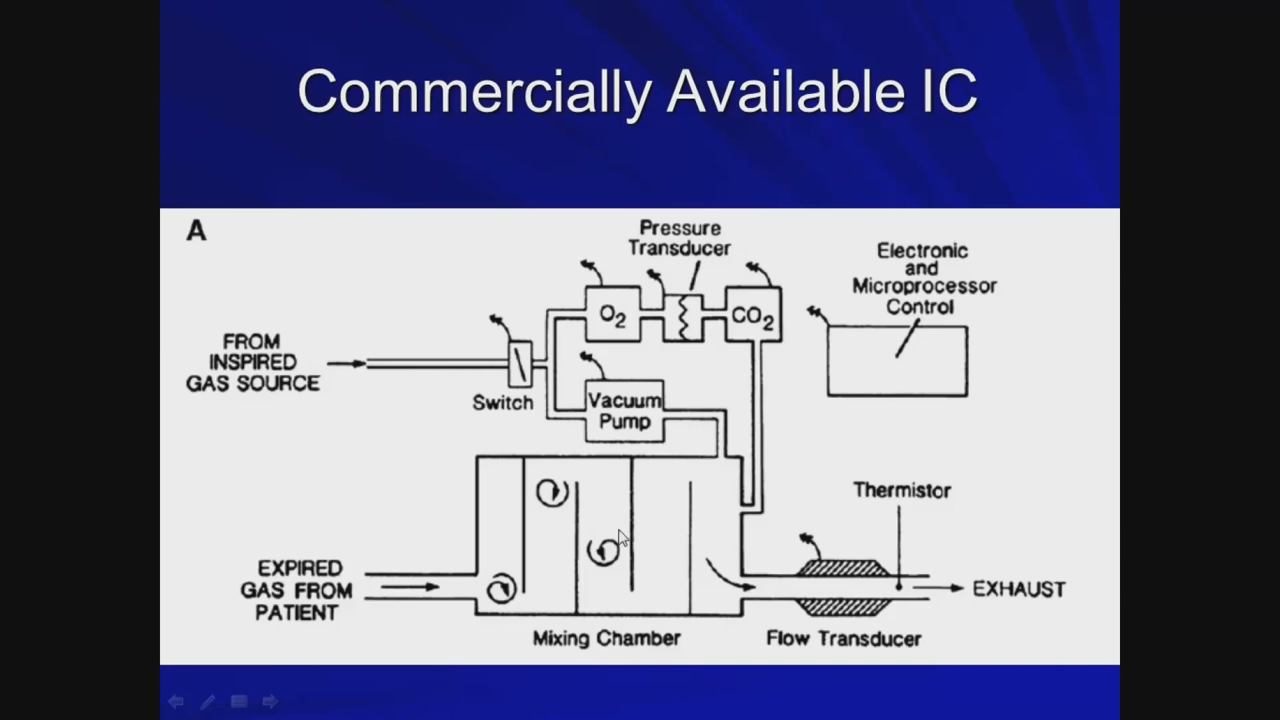 Commercially Available IC
A
Pressure
Transducer
Electronic
and
Microprocessor
Control
O2
CO2
FROM
INSPIRED
GAS SOURCE
Switch
Vacuum
Pump
Thermistor
EXPIRED
GAS FROM
PATIENT
EXHAUST
Mixing Chamber
Flow Transducer